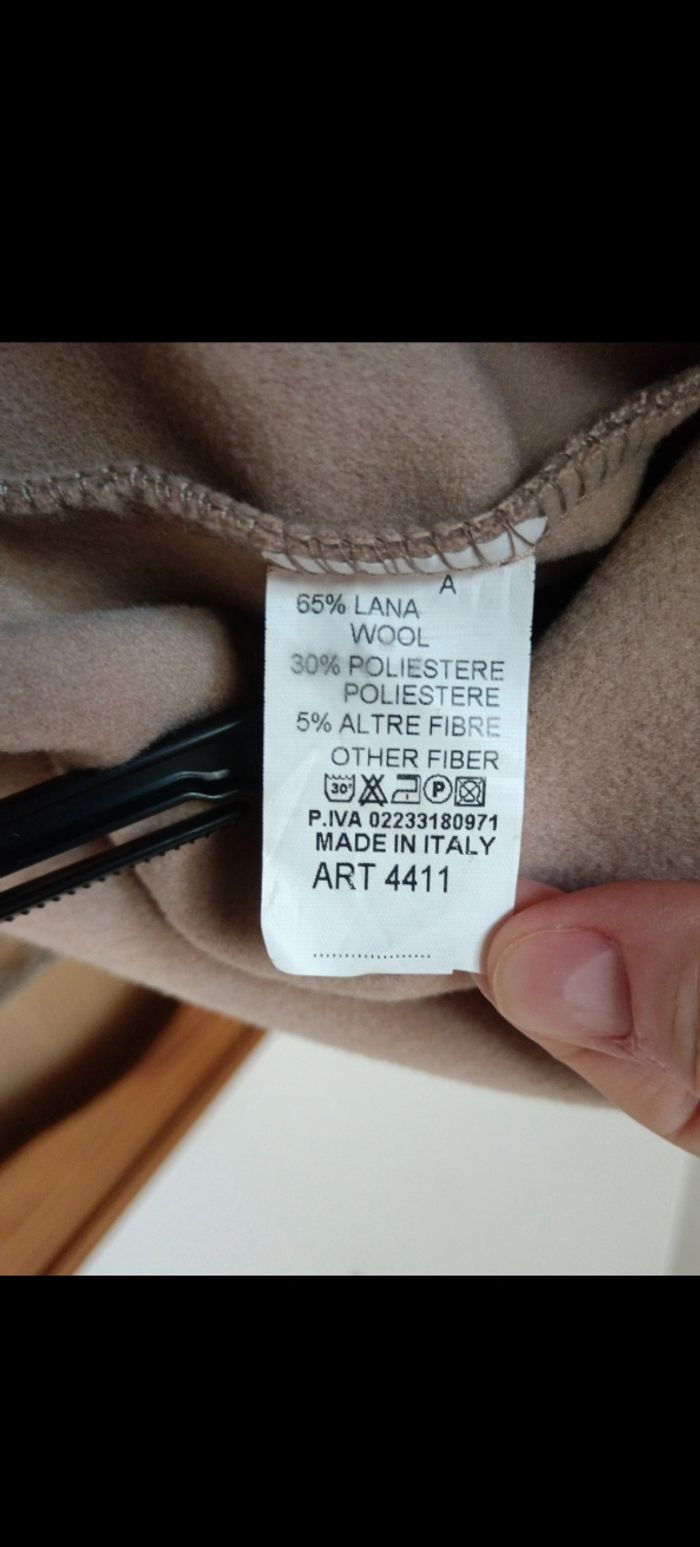 A
65% LANA
WOOL
30% POLIESTERE
POLIESTERE
5% ALTRE FIBRE
OTHER FIBER
30° P
P.IVA 02233180971
MADE IN ITALY
ART 4411